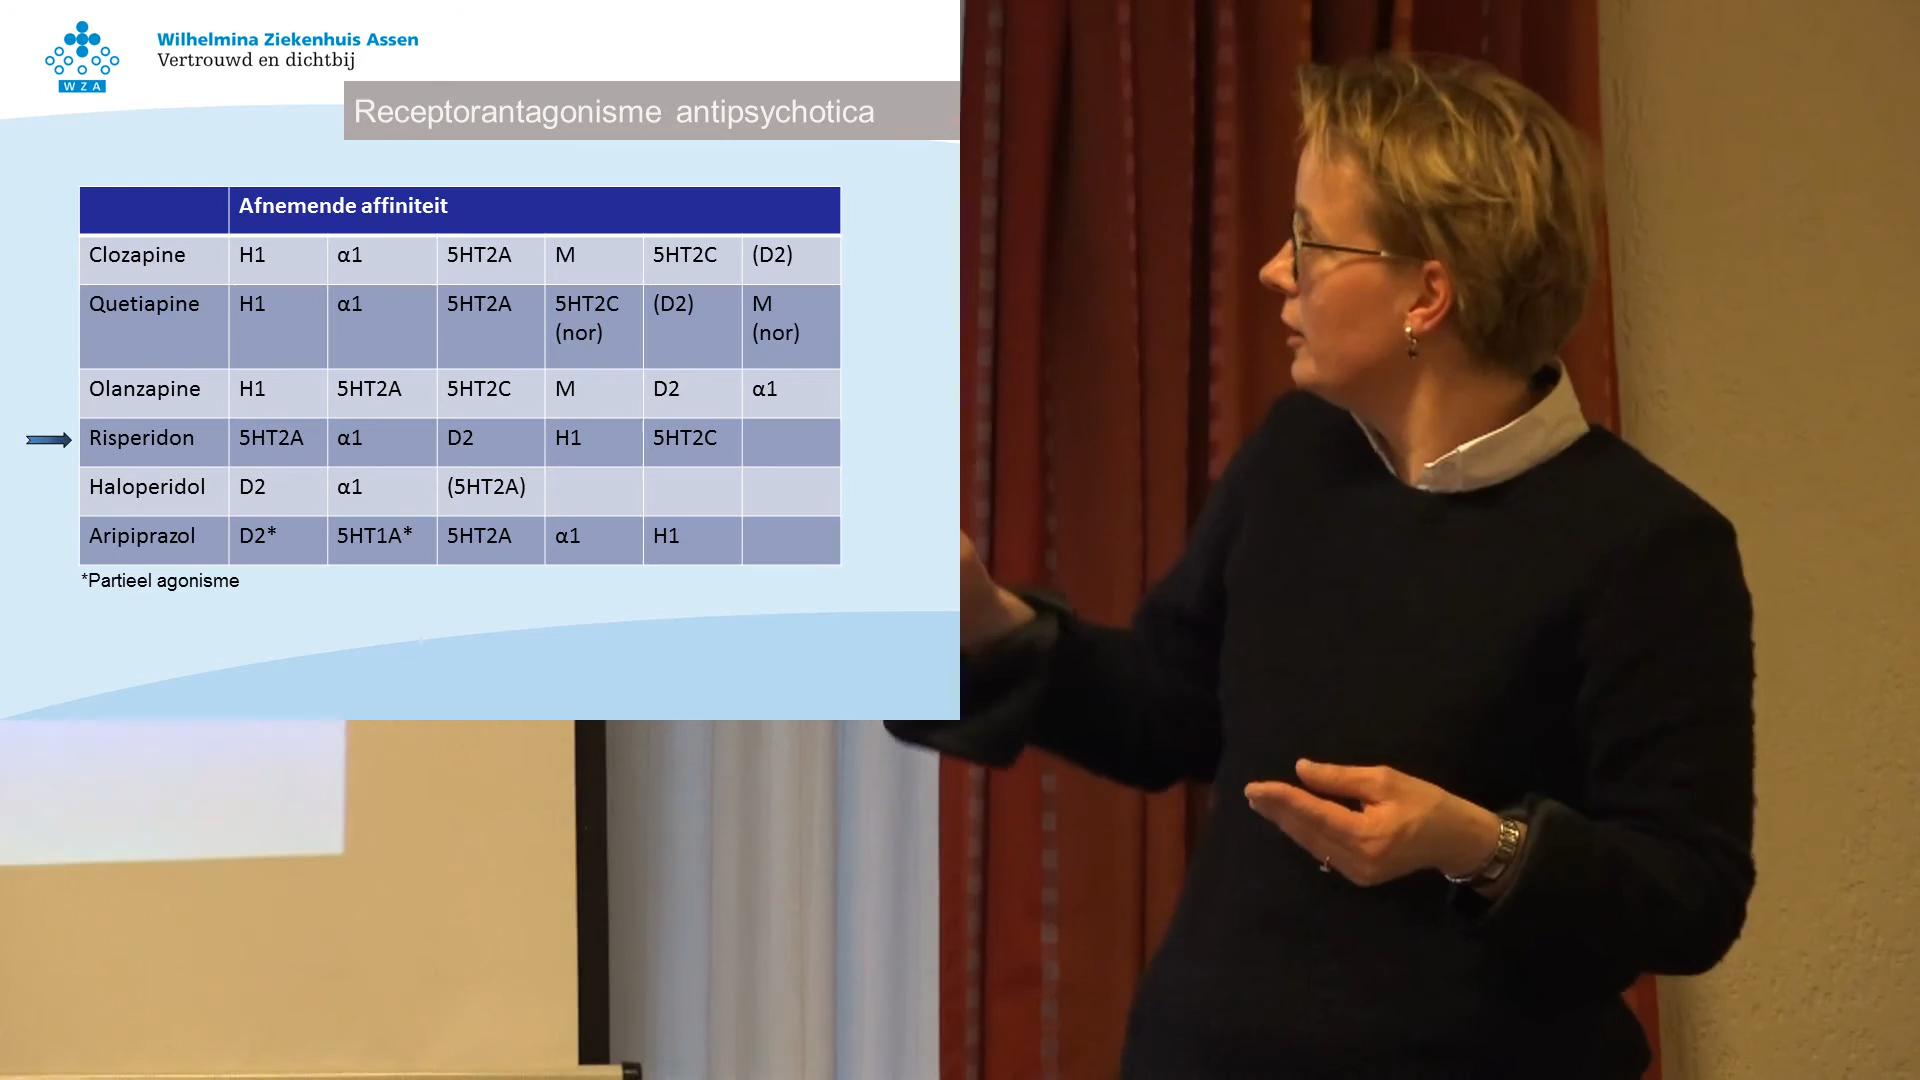 Wilhelmina Ziekenhuis Assen
Vertrouwd en dichtbij
WZA
Receptorantagonisme antipsychotica
Afnemende affiniteit
Clozapine H1 α1 5HT2A M 5HT2C (D2)
Quetiapine H1 α1 5HT2A 5HT2C (nor) (D2) M (nor)
Olanzapine H1 5HT2A 5HT2C M D2 α1
Risperidon 5HT2A α1 D2 H1 5HT2C
Haloperidol D2 α1 (5HT2A)
Aripiprazol D2* 5HT1A* 5HT2A α1 H1
*Partieel agonisme